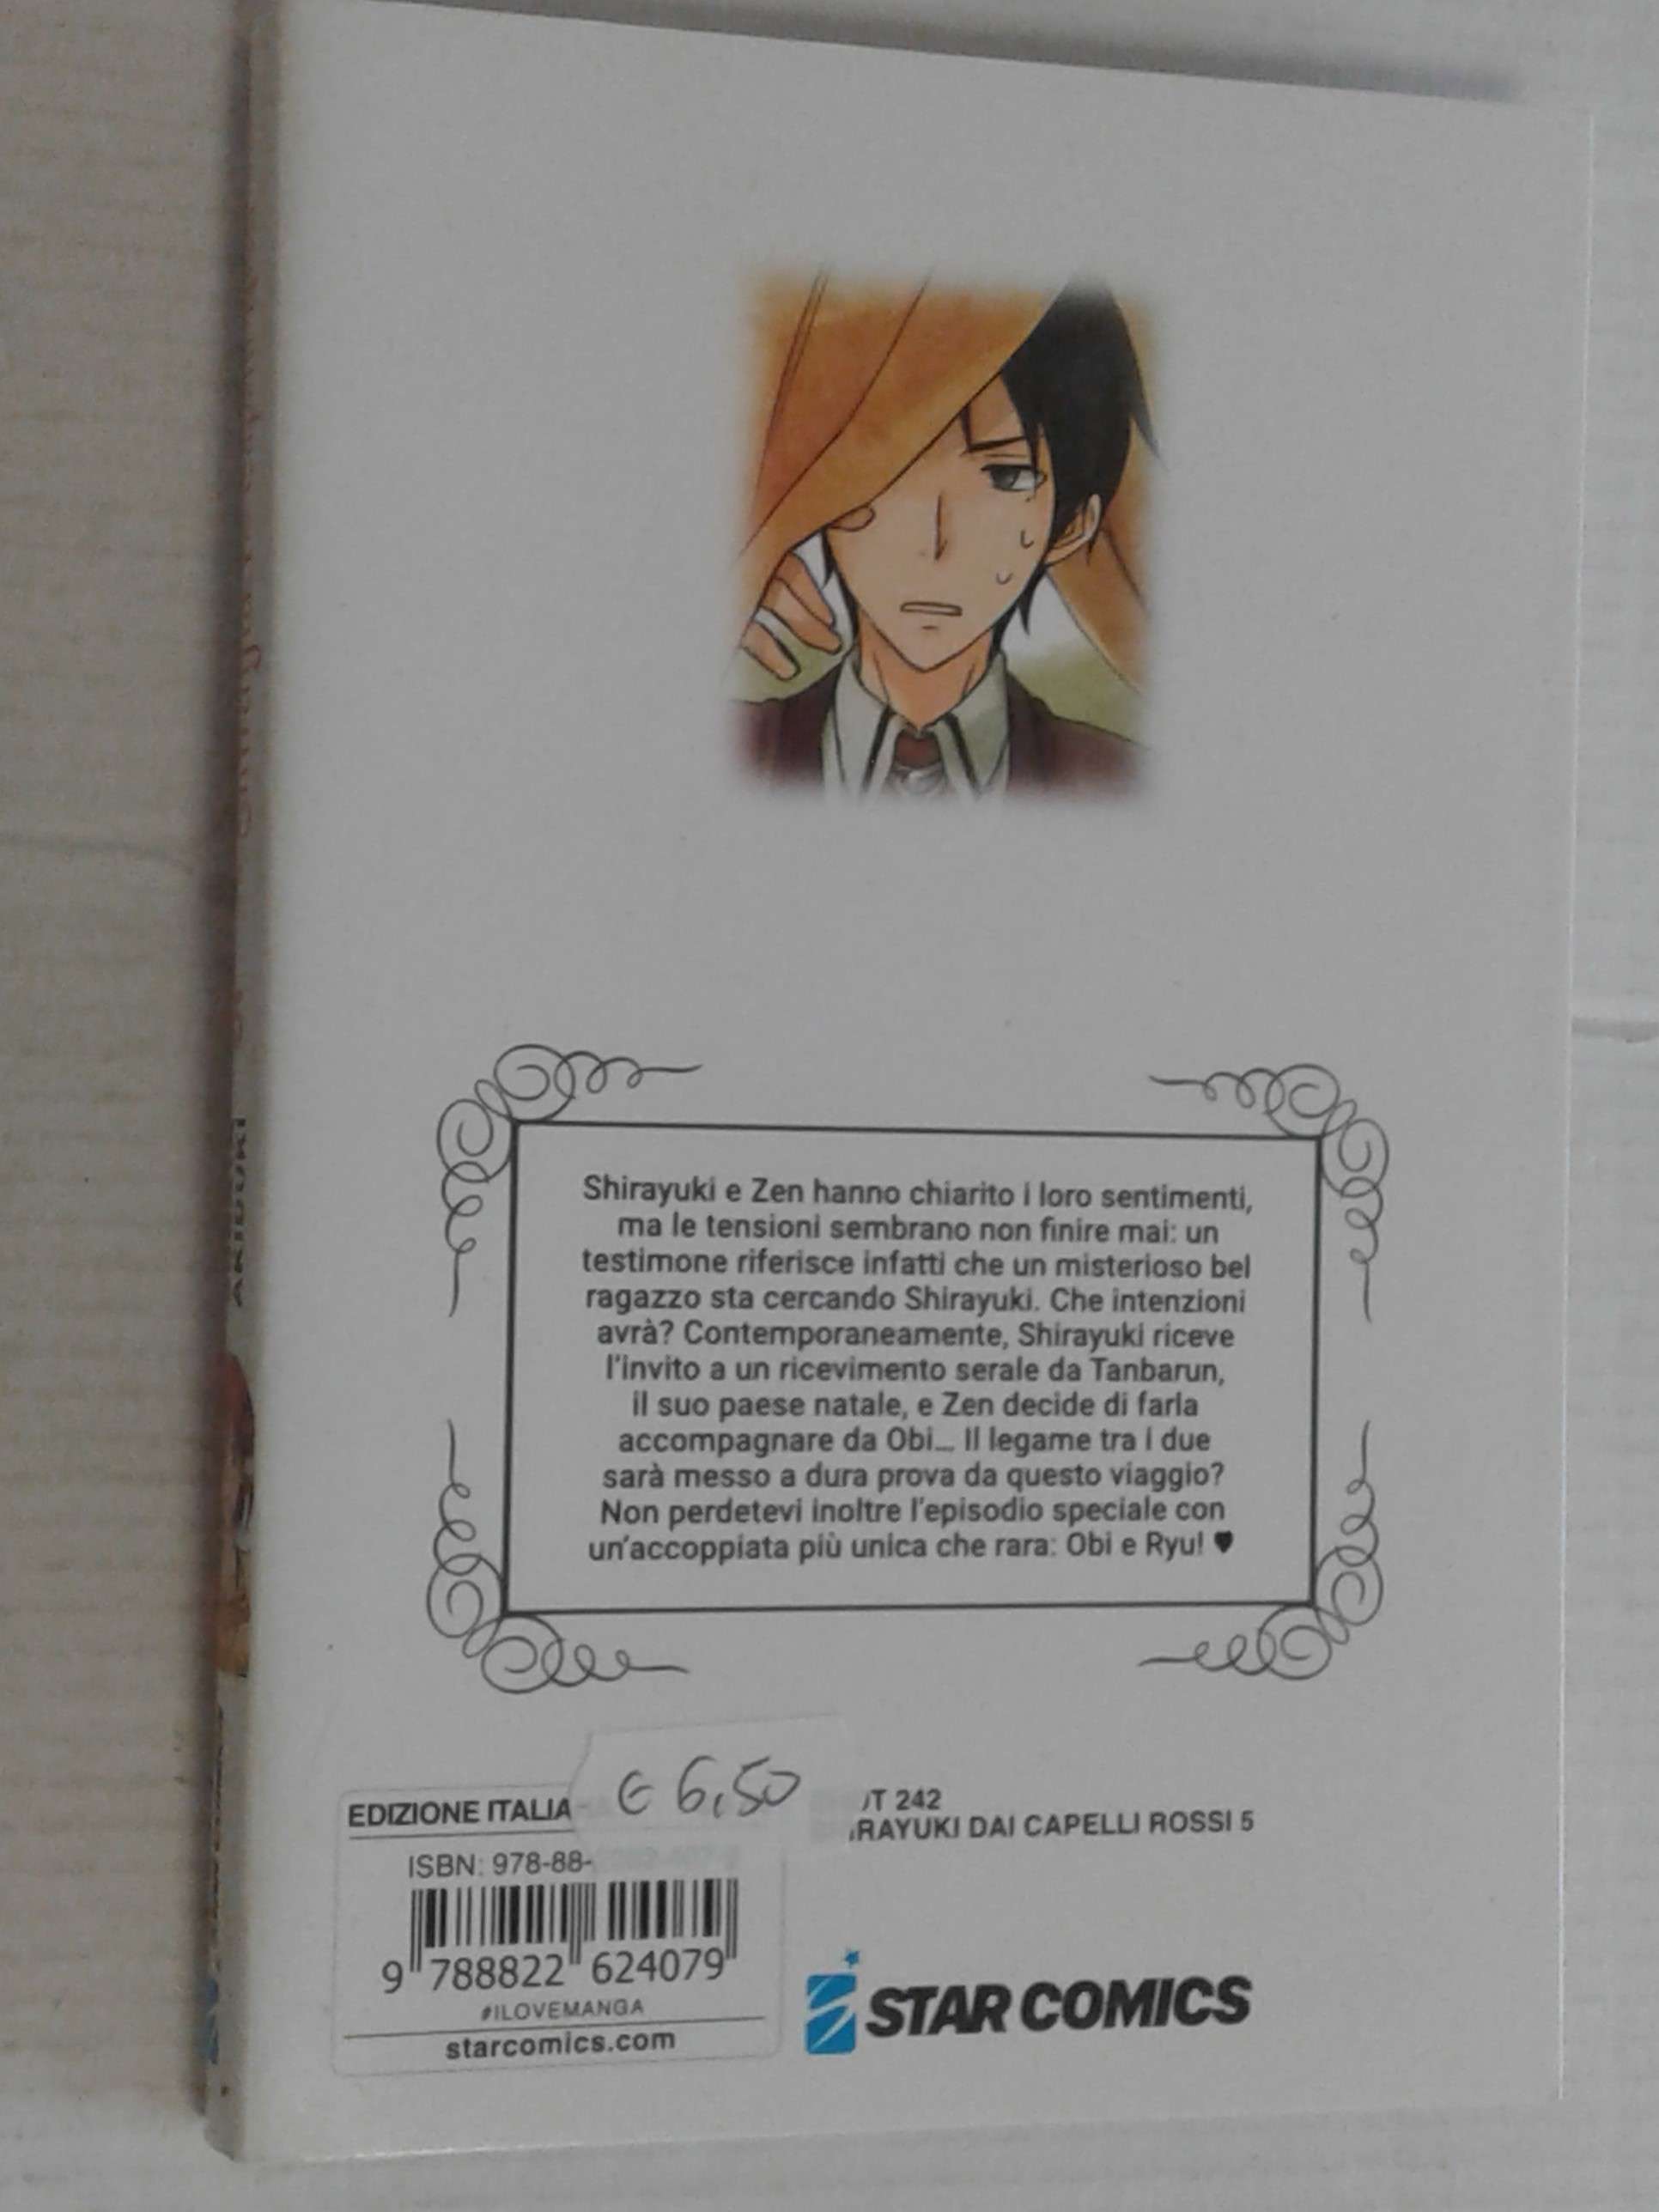 Shirayuki e Zen hanno chiarito i loro sentimenti,
ma le tensioni sembrano non finire mai: un
testimone riferisce infatti che un misterioso bel
ragazzo sta cercando Shirayuki. Che intenzioni
avrà? Contemporaneamente, Shirayuki riceve
l'invito a un ricevimento serale da Tanbarun,
il suo paese natale, e Zen decide di farla
accompagnare da Obi... Il legame tra i due
sarà messo a dura prova da questo viaggio?
Non perdetevi inoltre l'episodio speciale con
un'accoppiata più unica che rara: Obi e Ryu! ♥
€ 6,50
EDIZIONE ITALIA
ISBN: 978-88-
9 788822 624079
#ILOVEMANGA
starcomics.com
T 242
RAYUKI DAI CAPELLI ROSSI 5
STAR COMICS
AKIDUKI